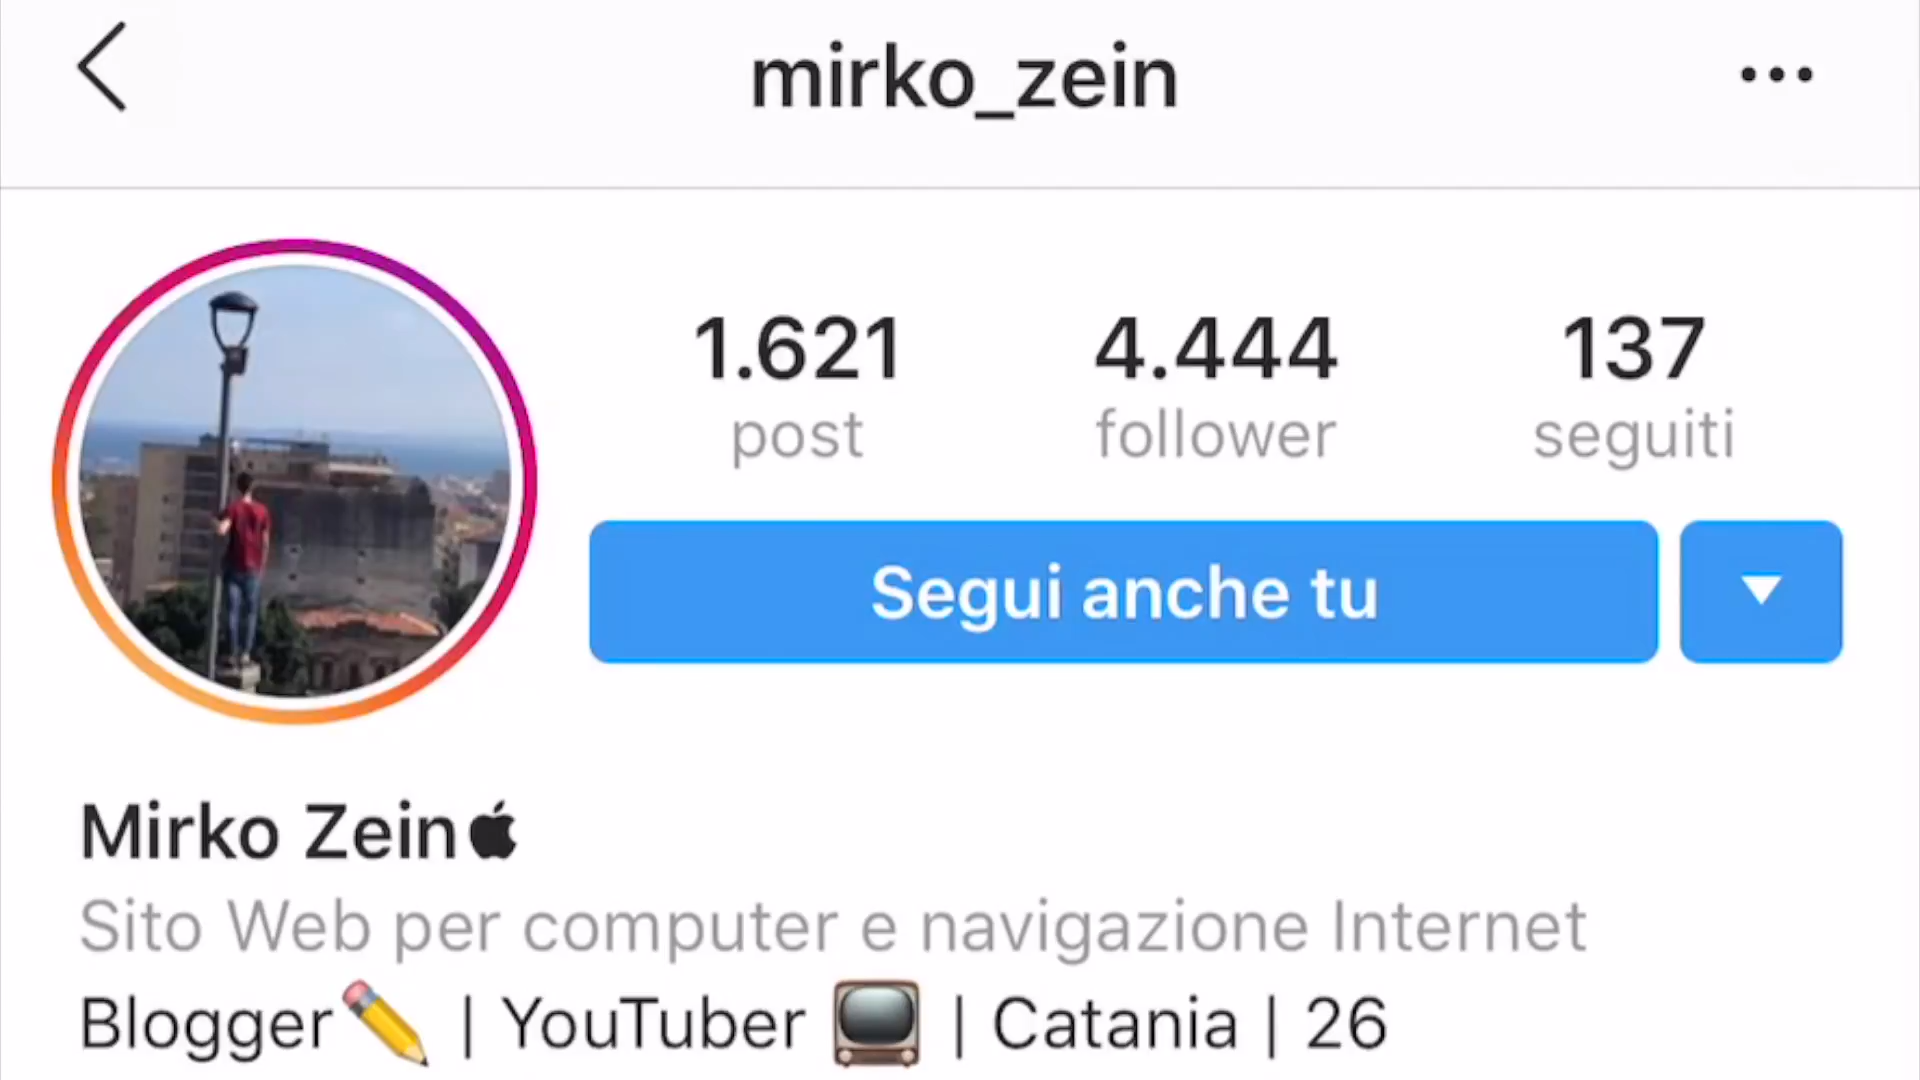 mirko_zein
1.621 4.444 137
post follower seguiti
Segui anche tu
Mirko Zein
Sito Web per computer e navigazione Internet
Blogger✏️ | YouTuber 📺 | Catania | 26